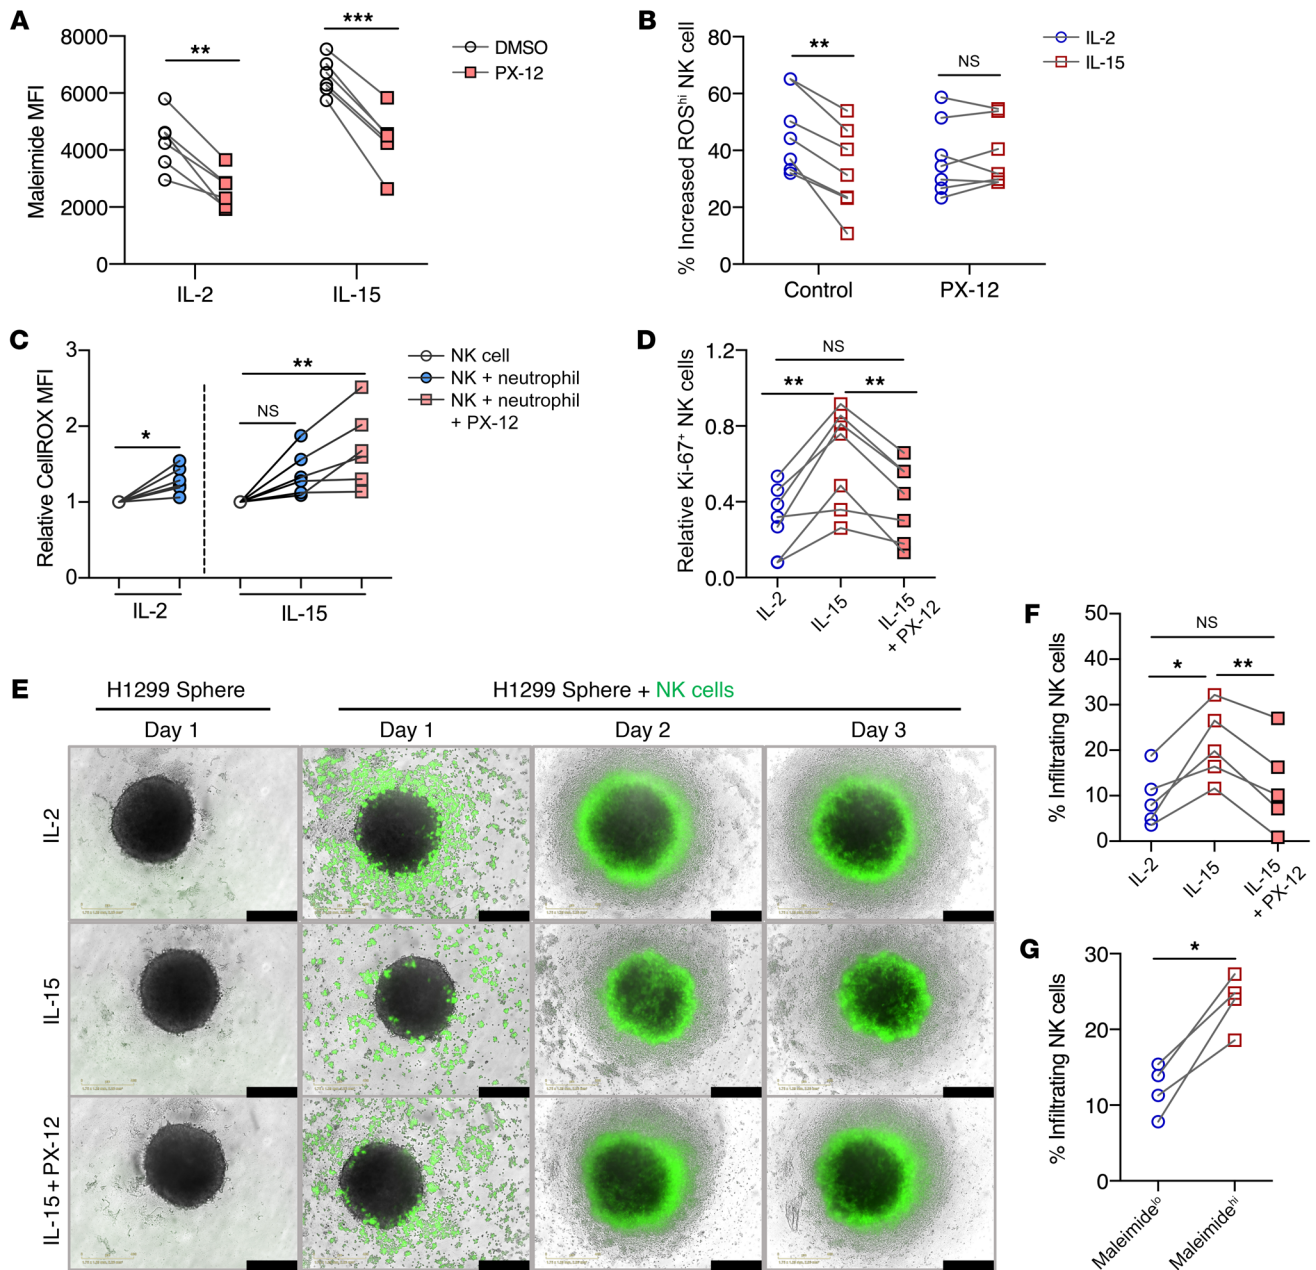 A
Maleimide MFI
8000
6000
4000
2000
0
**
***
DMSO
PX-12
IL-2
IL-15
B
% Increased ROShi NK cell
80
60
40
20
0
**
NS
IL-2
IL-15
Control
PX-12
C
Relative CellROX MFI
3
2
1
0
*
NS
**
NK cell
NK + neutrophil
NK + neutrophil
+ PX-12
IL-2
IL-15
D
Relative Ki-67+ NK cells
1.2
0.8
0.4
0.0
NS
**
**
IL-2
IL-15
IL-15
+ PX-12
E
H1299 Sphere
H1299 Sphere + NK cells
Day 1
Day 1
Day 2
Day 3
IL-2
IL-15
IL-15 + PX-12
F
% Infiltrating NK cells
50
40
30
20
10
0
NS
*
**
IL-2
IL-15
IL-15
+ PX-12
G
% Infiltrating NK cells
30
20
10
0
*
Maleimidelo
Maleimidehi